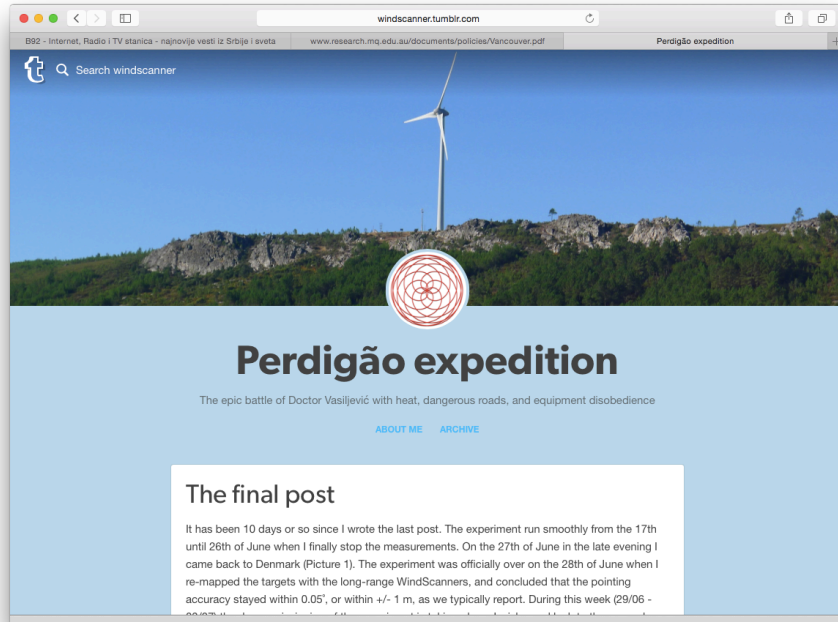 windscanner.tumblr.com
B92 - Internet, Radio i TV stanica - najnovije vesti iz Srbije i sveta
www.research.mq.edu.au/documents/policies/Vancouver.pdf
Perdigão expedition
t
Search windscanner
Perdigão expedition
The epic battle of Doctor Vasiljević with heat, dangerous roads, and equipment disobedience
ABOUT ME
ARCHIVE
The final post
It has been 10 days or so since I wrote the last post. The experiment run smoothly from the 17th
until 26th of June when I finally stop the measurements. On the 27th of June in the late evening I
came back to Denmark (Picture 1). The experiment was officially over on the 28th of June when I
re-mapped the targets with the long-range WindScanners, and concluded that the pointing
accuracy stayed within 0.05˚, or within +/- 1 m, as we typically report. During this week (29/06 -